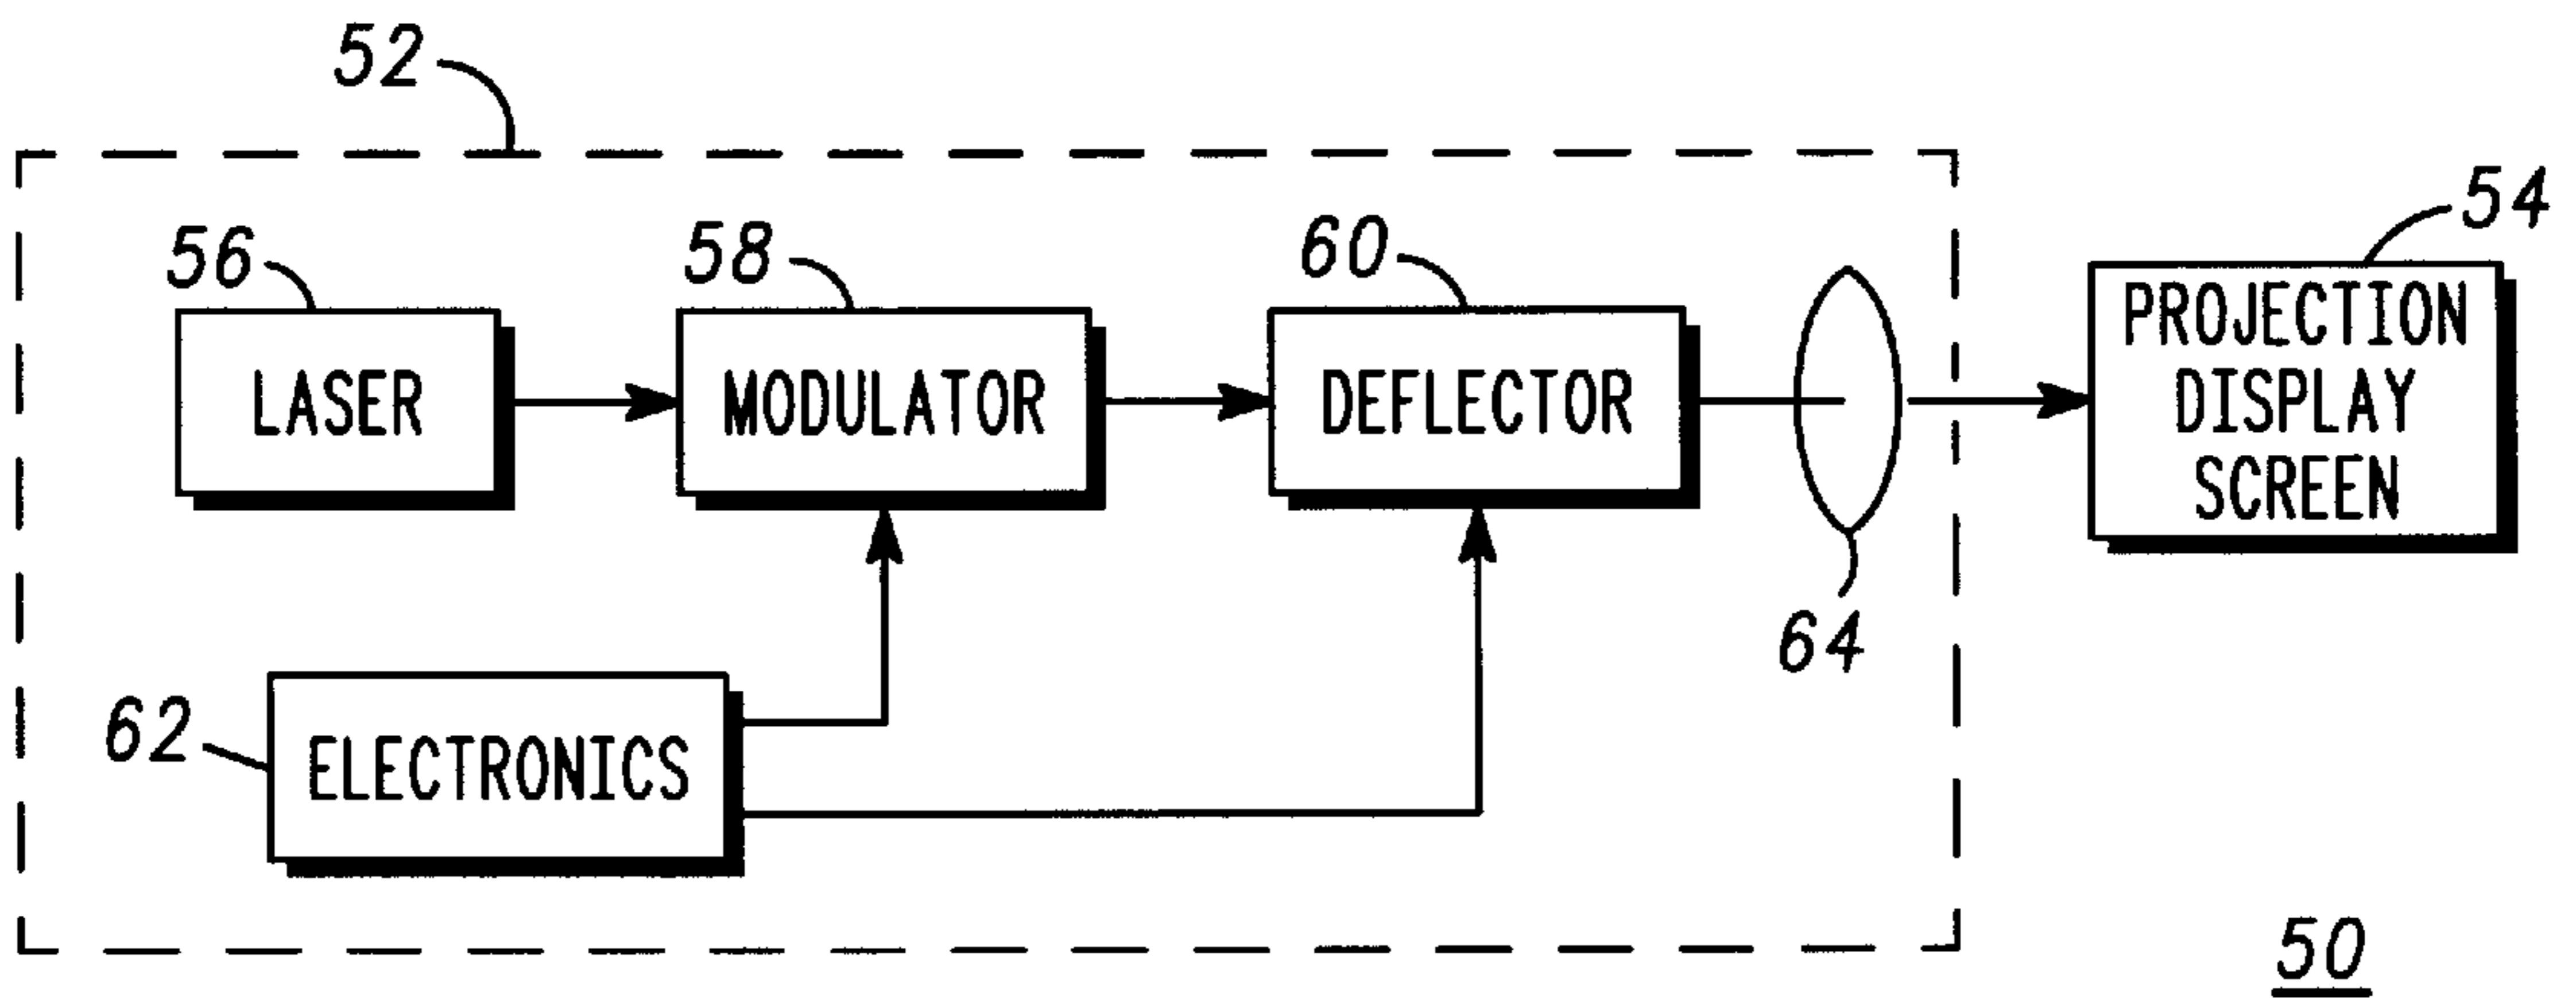 52
54
56
58
60
LASER
MODULATOR
DEFLECTOR
PROJECTION
DISPLAY
SCREEN
64
62
ELECTRONICS
50